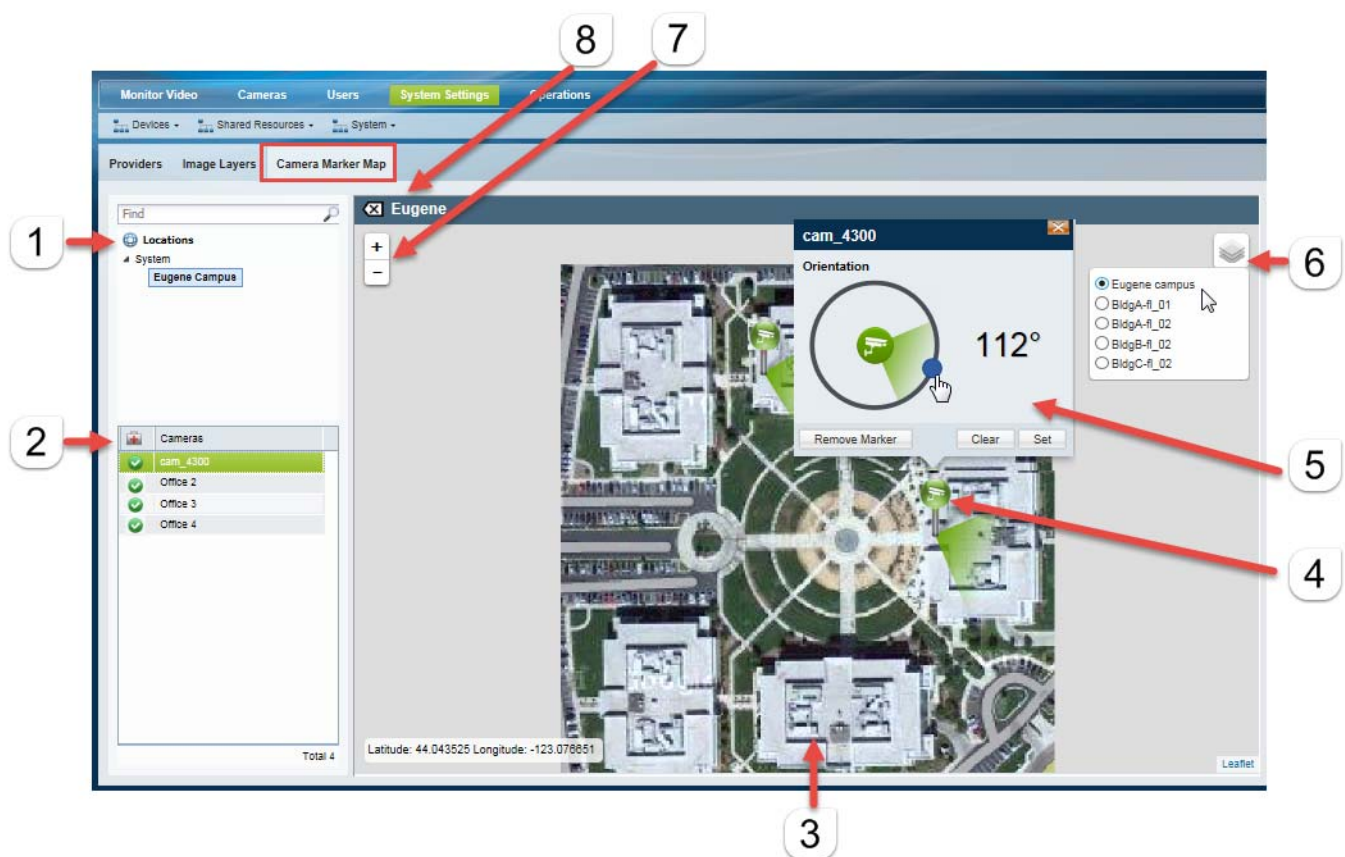 8 7
Monitor Video Cameras Users System Settings Operations
Devices Shared Resources System
Providers Image Layers Camera Marker Map
Find
Eugene
1
Locations
System
Eugene Campus
+
−
cam_4300
Orientation
112°
6
Eugene campus
BldgA-fl_01
BldgA-fl_02
BldgB-fl_02
BldgC-fl_02
2
Cameras
cam_4300
Office 2
Office 3
Office 4
Remove Marker Clear Set
5
4
Latitude: 44.043525 Longitude: -123.076651
Total 4
Leaflet
3